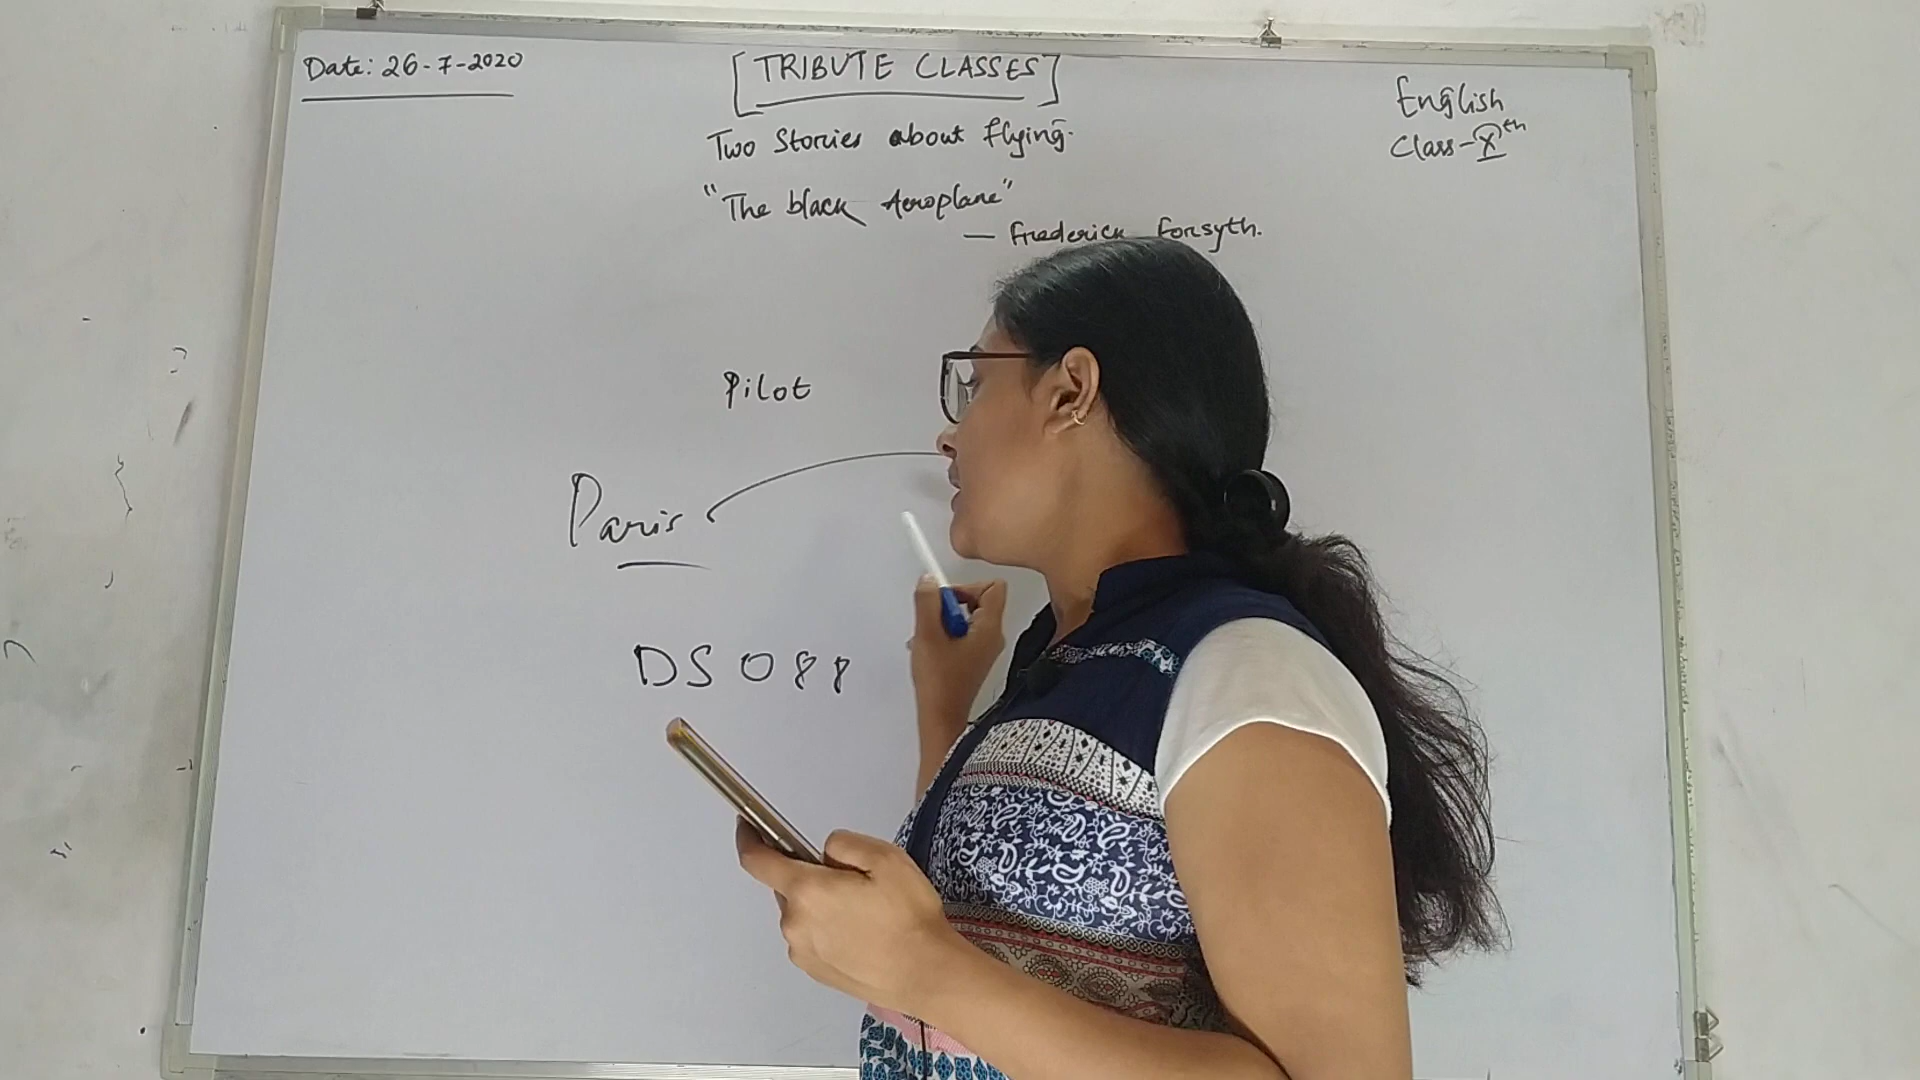 Date: 26-7-2020
[TRIBUTE CLASSES]
English
Class-Xth
Two Stories about flying.
"The black Aeroplane"
— Frederick Forsyth.
Pilot
Paris
DS 088